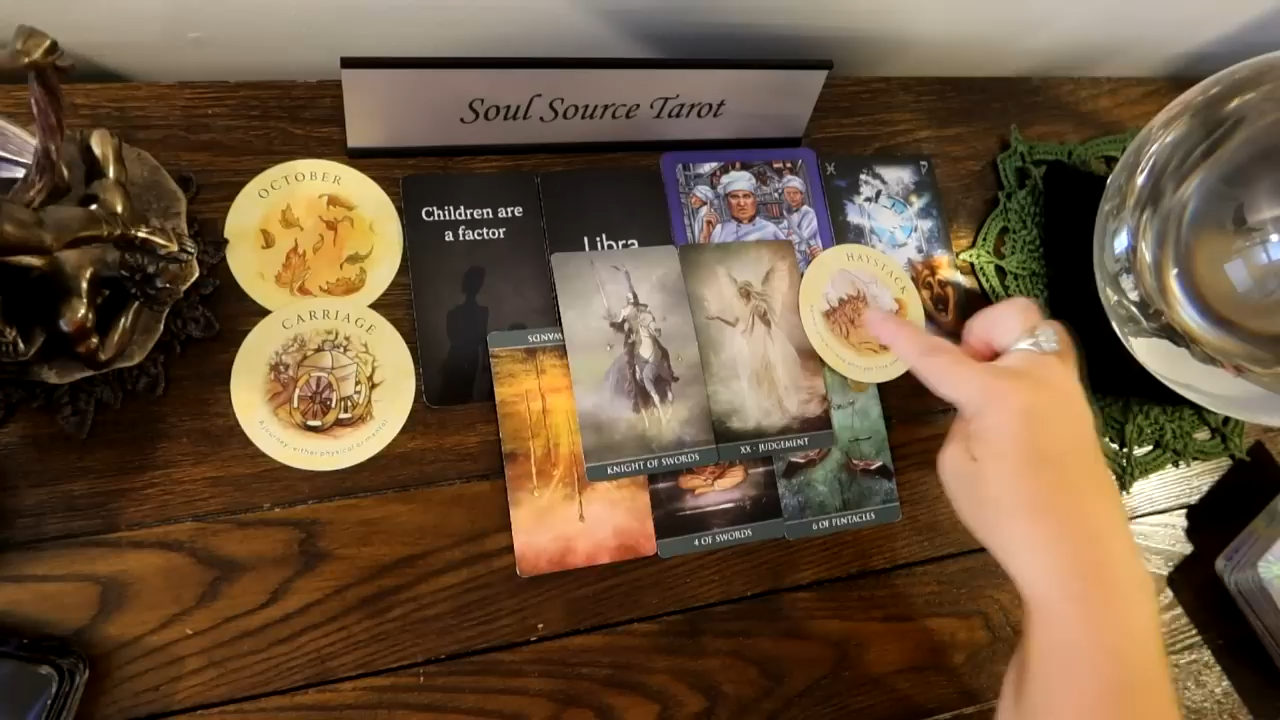 Soul Source Tarot
OCTOBER
CARRIAGE
A journey, either physical or mental
Children are
a factor
Libra
HAYSTACK
WANDS
KNIGHT OF SWORDS
XX - JUDGEMENT
4 OF SWORDS
6 OF PENTACLES